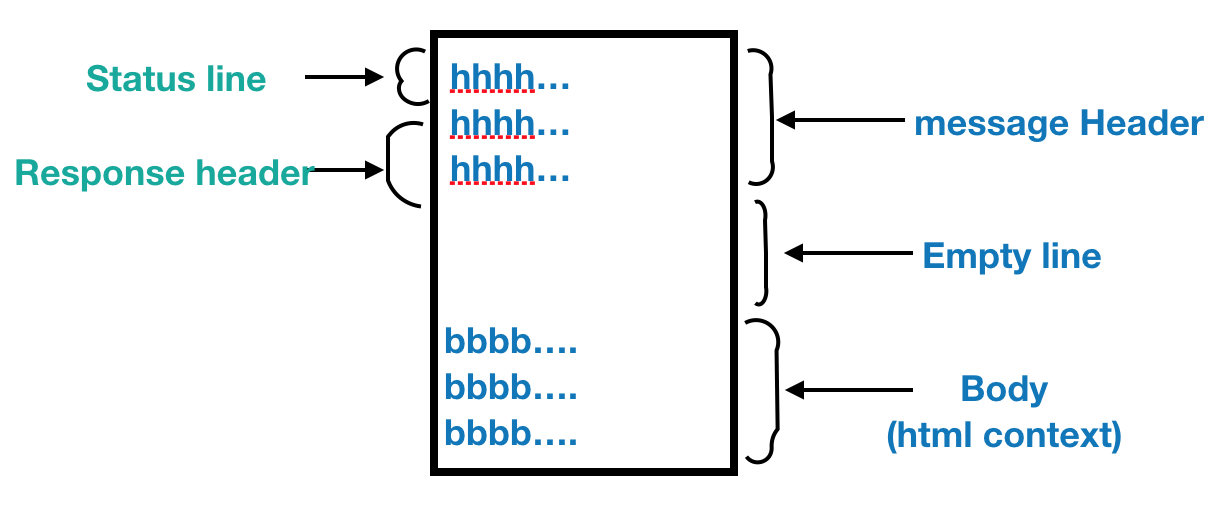 Status line
Response header
hhhh...
hhhh...
hhhh...
bbbb....
bbbb....
bbbb....
message Header
Empty line
Body
(html context)